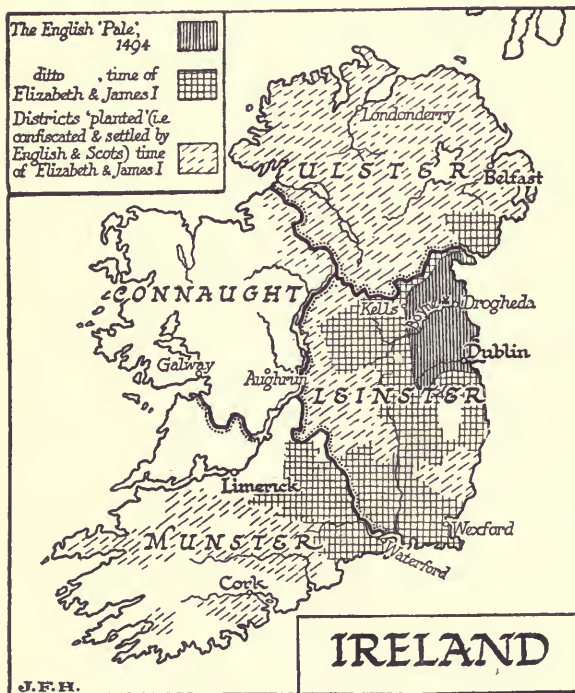 The English 'Pale',
1494
ditto , time of
Elizabeth & James I
Districts 'planted' (i.e
confiscated & settled by
English & Scots) time
of Elizabeth & James I
Londonderry
ULSTER
Belfast
CONNAUGHT
Kells
Boyne
Drogheda
Galway
Aughrim
Dublin
LEINSTER
Limerick
MUNSTER
Wexford
Waterford
Cork
IRELAND
J.F.H.